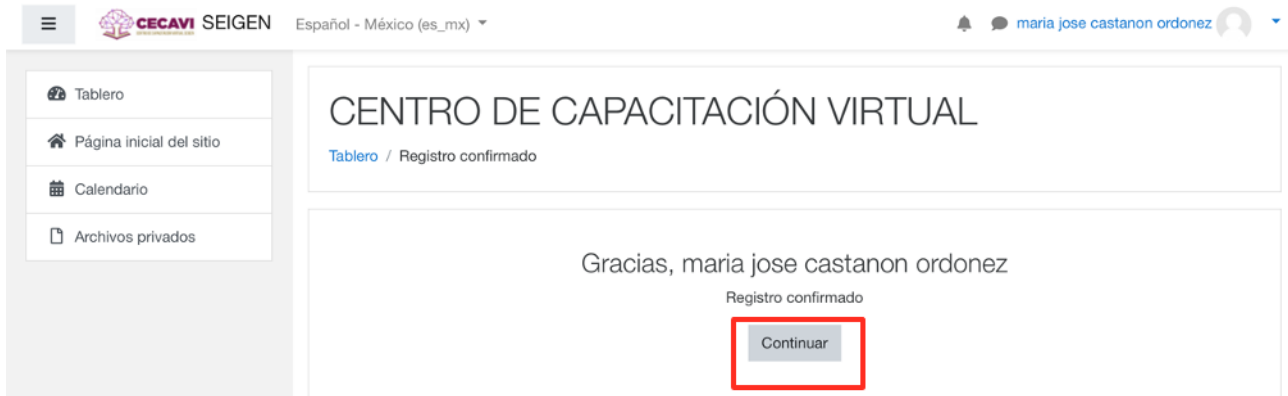 CECAVI SEIGEN Español - México (es_mx) maria jose castanon ordonez
Tablero
Página inicial del sitio
Calendario
Archivos privados
CENTRO DE CAPACITACIÓN VIRTUAL
Tablero / Registro confirmado
Gracias, maria jose castanon ordonez
Registro confirmado
Continuar